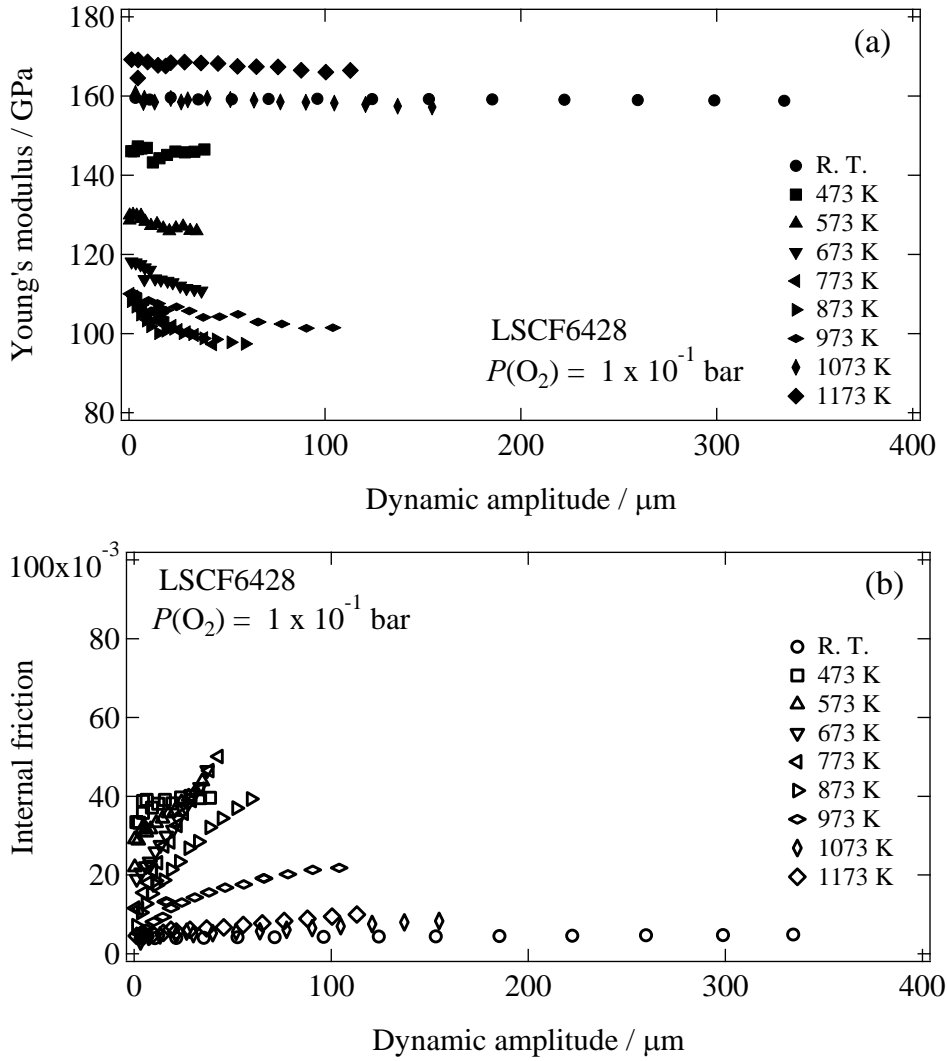 180
160
140
120
100
80
Young's modulus / GPa
(a)
R. T.
473 K
573 K
673 K
773 K
873 K
973 K
1073 K
1173 K
LSCF6428
P(O₂) = 1 x 10⁻¹ bar
0 100 200 300 400
Dynamic amplitude / μm
100x10⁻³
80
60
40
20
0
Internal friction
LSCF6428
P(O₂) = 1 x 10⁻¹ bar
(b)
R. T.
473 K
573 K
673 K
773 K
873 K
973 K
1073 K
1173 K
0 100 200 300 400
Dynamic amplitude / μm